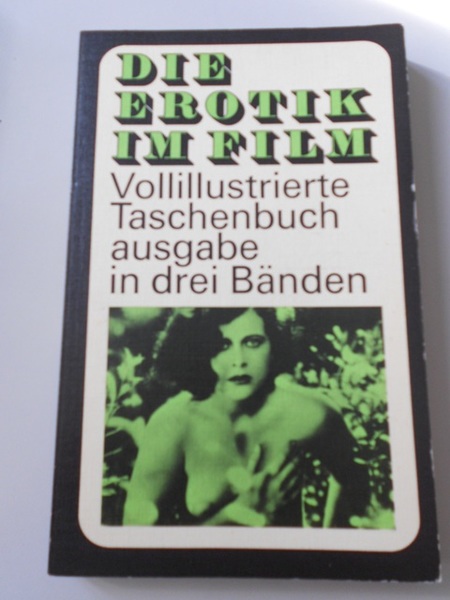 DIE
EROTIK
IM FILM
Vollillustrierte
Taschenbuch
ausgabe
in drei Bänden